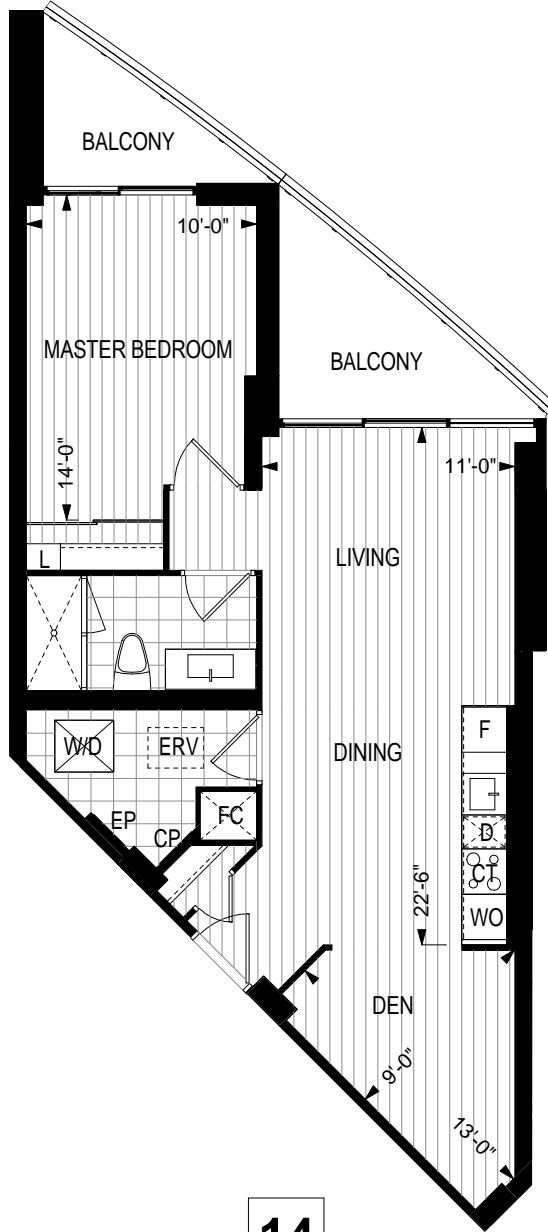 BALCONY
10'-0"
MASTER BEDROOM
BALCONY
14'-0"
11'-0"
L
LIVING
F
W/D
ERV
DINING
EP
CP
FC
D
CT
22'-6"
WO
DEN
9'-0"
13'-0"
14